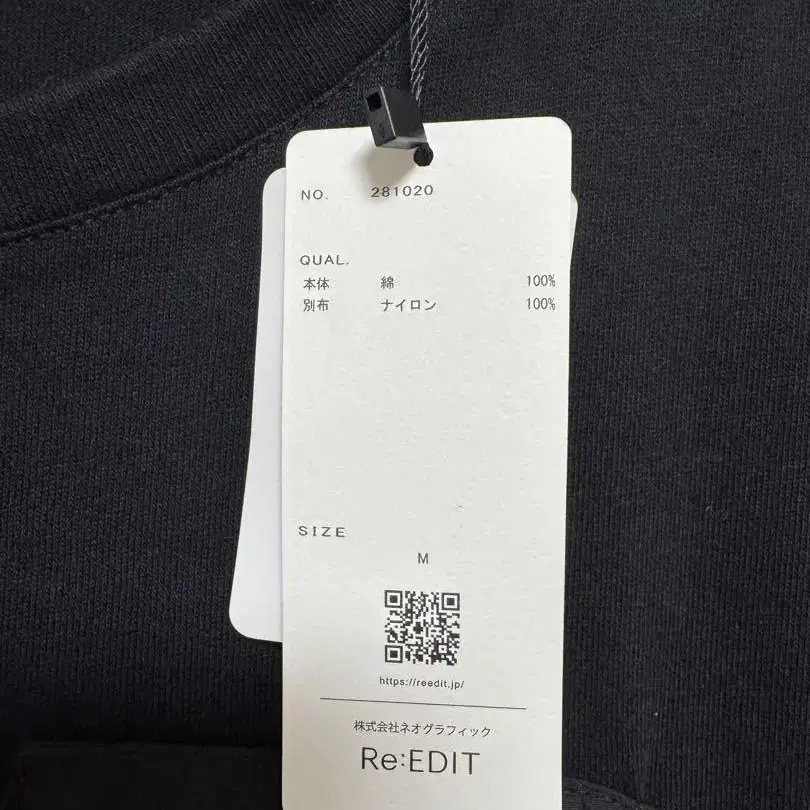 NO. 281020
QUAL.
本体 綿 100%
別布 ナイロン 100%
SIZE
M
https://reedit.jp/
株式会社ネオグラフィック
Re:EDIT